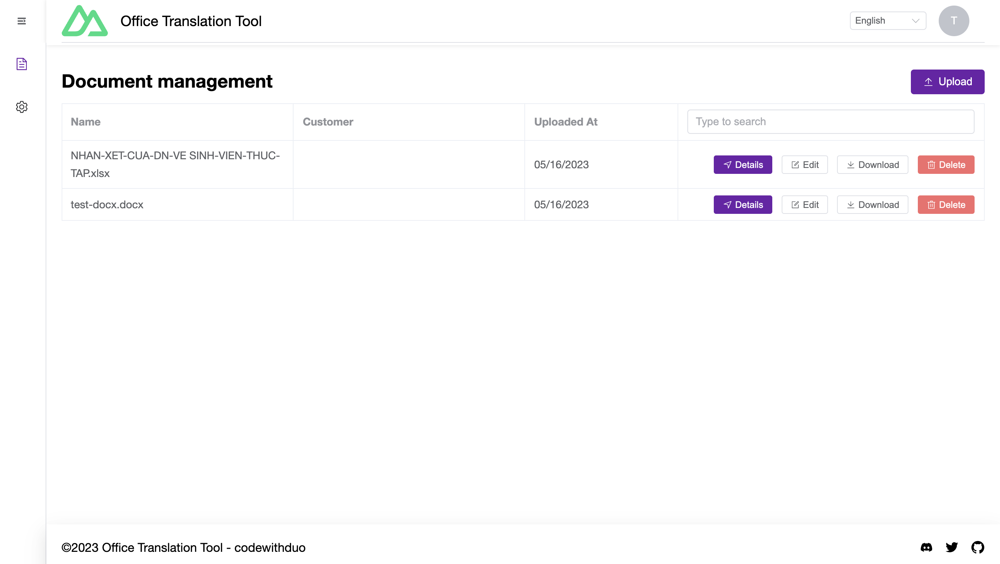 Office Translation Tool
English
T
Document management
Upload
Name
Customer
Uploaded At
Type to search
NHAN-XET-CUA-DN-VE SINH-VIEN-THUC-
TAP.xlsx
05/16/2023
Details
Edit
Download
Delete
test-docx.docx
05/16/2023
Details
Edit
Download
Delete
©2023 Office Translation Tool - codewithduo